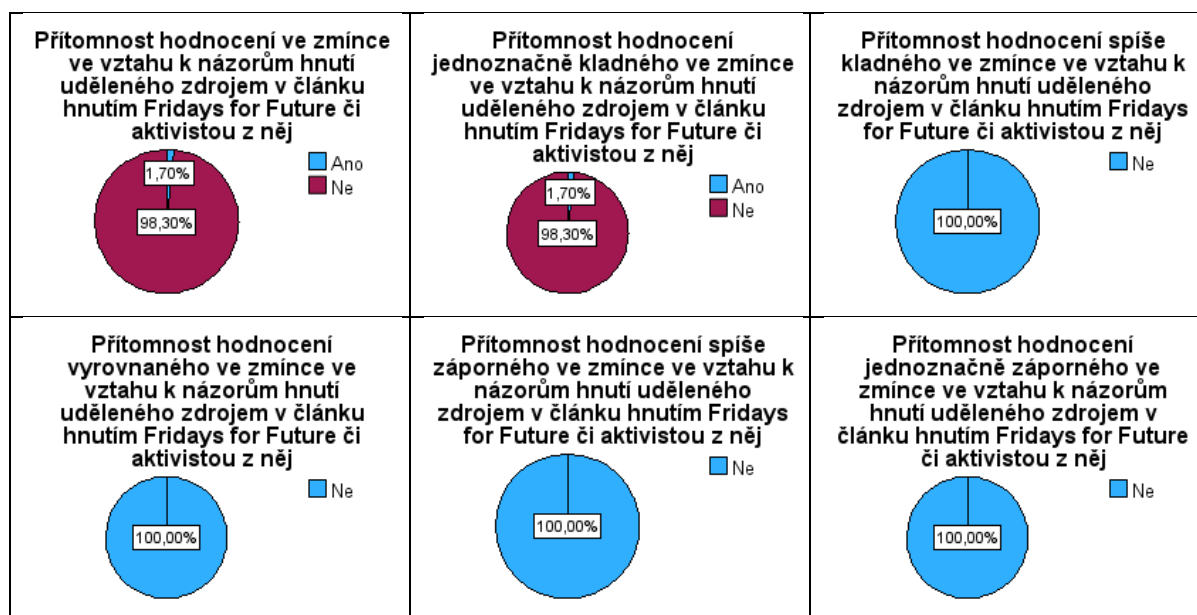 Přítomnost hodnocení ve zmínce
ve vztahu k názorům hnutí
uděleného zdrojem v článku
hnutím Fridays for Future či
aktivistou z něj
Ano
Ne
1,70%
98,30%
Přítomnost hodnocení
jednoznačně kladného ve zmínce
ve vztahu k názorům hnutí
uděleného zdrojem v článku
hnutím Fridays for Future či
aktivistou z něj
Ano
Ne
1,70%
98,30%
Přítomnost hodnocení spíše
kladného ve zmínce ve vztahu k
názorům hnutí uděleného
zdrojem v článku hnutím Fridays
for Future či aktivistou z něj
Ne
100,00%
Přítomnost hodnocení
vyrovnaného ve zmínce ve
vztahu k názorům hnutí
uděleného zdrojem v článku
hnutím Fridays for Future či
aktivistou z něj
Ne
100,00%
Přítomnost hodnocení spíše
záporného ve zmínce ve vztahu k
názorům hnutí uděleného
zdrojem v článku hnutím Fridays
for Future či aktivistou z něj
Ne
100,00%
Přítomnost hodnocení
jednoznačně záporného ve
zmínce ve vztahu k názorům
hnutí uděleného zdrojem v
článku hnutím Fridays for Future
či aktivistou z něj
Ne
100,00%